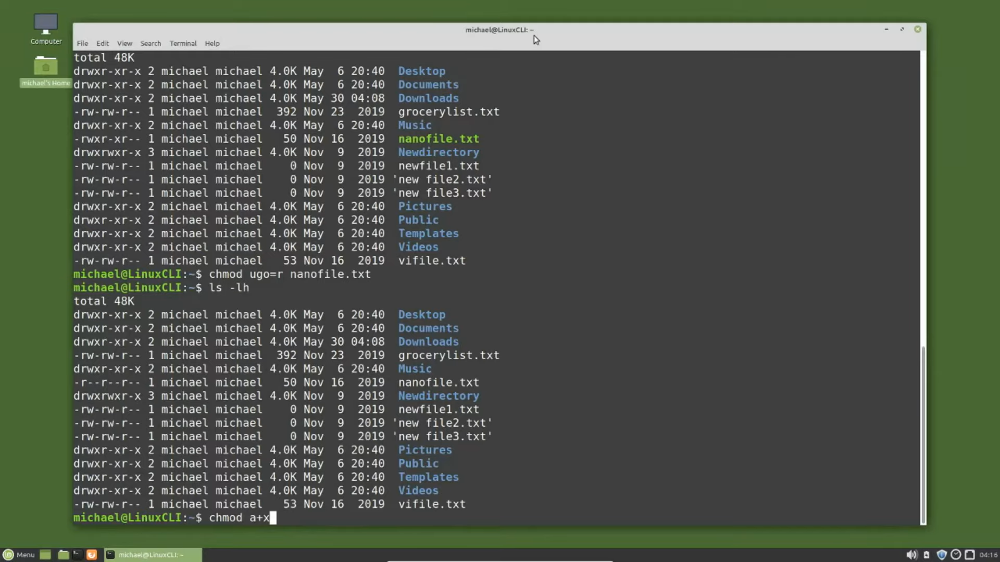 Computer
michael's Home
michael@LinuxCLI: ~
File Edit View Search Terminal Help
total 48K
drwxr-xr-x 2 michael michael 4.0K May  6 20:40  Desktop
drwxr-xr-x 2 michael michael 4.0K May  6 20:40  Documents
drwxr-xr-x 2 michael michael 4.0K May 30 04:08  Downloads
-rw-rw-r-- 1 michael michael  392 Nov 23  2019  grocerylist.txt
drwxr-xr-x 2 michael michael 4.0K May  6 20:40  Music
-rwxr-xr-- 1 michael michael   50 Nov 16  2019  nanofile.txt
drwxrwxr-x 3 michael michael 4.0K Nov  9  2019  Newdirectory
-rw-rw-r-- 1 michael michael    0 Nov  9  2019  newfile1.txt
-rw-rw-r-- 1 michael michael    0 Nov  9  2019 'new file2.txt'
-rw-rw-r-- 1 michael michael    0 Nov  9  2019 'new file3.txt'
drwxr-xr-x 2 michael michael 4.0K May  6 20:40  Pictures
drwxr-xr-x 2 michael michael 4.0K May  6 20:40  Public
drwxr-xr-x 2 michael michael 4.0K May  6 20:40  Templates
drwxr-xr-x 2 michael michael 4.0K May  6 20:40  Videos
-rw-rw-r-- 1 michael michael   53 Nov 16  2019  vifile.txt
michael@LinuxCLI:~$ chmod ugo=r nanofile.txt
michael@LinuxCLI:~$ ls -lh
total 48K
drwxr-xr-x 2 michael michael 4.0K May  6 20:40  Desktop
drwxr-xr-x 2 michael michael 4.0K May  6 20:40  Documents
drwxr-xr-x 2 michael michael 4.0K May 30 04:08  Downloads
-rw-rw-r-- 1 michael michael  392 Nov 23  2019  grocerylist.txt
drwxr-xr-x 2 michael michael 4.0K May  6 20:40  Music
-r--r--r-- 1 michael michael   50 Nov 16  2019  nanofile.txt
drwxrwxr-x 3 michael michael 4.0K Nov  9  2019  Newdirectory
-rw-rw-r-- 1 michael michael    0 Nov  9  2019  newfile1.txt
-rw-rw-r-- 1 michael michael    0 Nov  9  2019 'new file2.txt'
-rw-rw-r-- 1 michael michael    0 Nov  9  2019 'new file3.txt'
drwxr-xr-x 2 michael michael 4.0K May  6 20:40  Pictures
drwxr-xr-x 2 michael michael 4.0K May  6 20:40  Public
drwxr-xr-x 2 michael michael 4.0K May  6 20:40  Templates
drwxr-xr-x 2 michael michael 4.0K May  6 20:40  Videos
-rw-rw-r-- 1 michael michael   53 Nov 16  2019  vifile.txt
michael@LinuxCLI:~$ chmod a+x
Menu michael@LinuxCLI: ~ 04:16